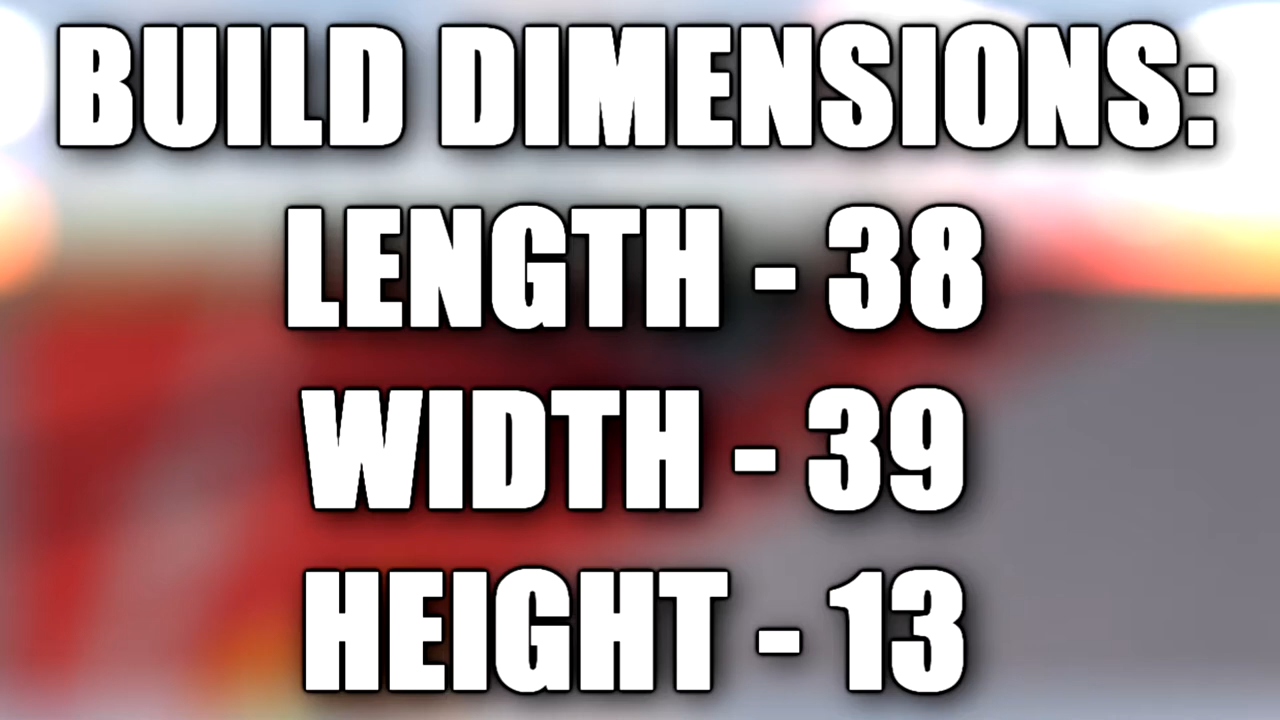 BUILD DIMENSIONS:
LENGTH - 38
WIDTH - 39
HEIGHT - 13